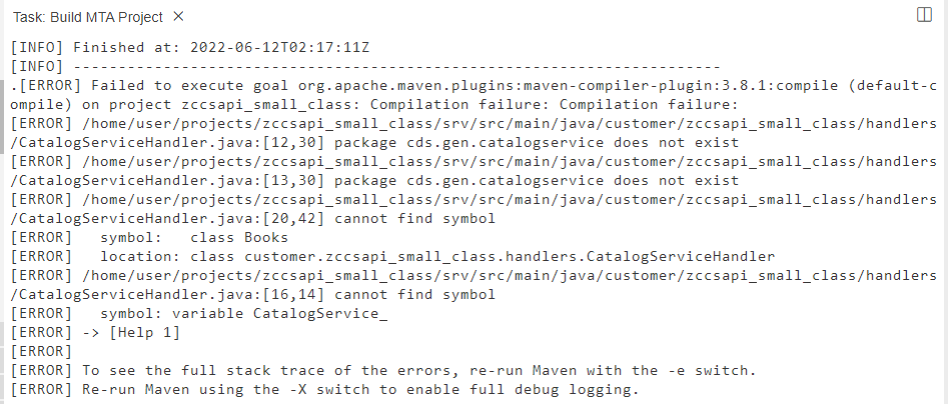 Task: Build MTA Project ×
[INFO] Finished at: 2022-06-12T02:17:11Z
[INFO] ------------------------------------------------------------------------
.[ERROR] Failed to execute goal org.apache.maven.plugins:maven-compiler-plugin:3.8.1:compile (default-c
ompile) on project zccsapi_small_class: Compilation failure: Compilation failure:
[ERROR] /home/user/projects/zccsapi_small_class/srv/src/main/java/customer/zccsapi_small_class/handlers
/CatalogServiceHandler.java:[12,30] package cds.gen.catalogservice does not exist
[ERROR] /home/user/projects/zccsapi_small_class/srv/src/main/java/customer/zccsapi_small_class/handlers
/CatalogServiceHandler.java:[13,30] package cds.gen.catalogservice does not exist
[ERROR] /home/user/projects/zccsapi_small_class/srv/src/main/java/customer/zccsapi_small_class/handlers
/CatalogServiceHandler.java:[20,42] cannot find symbol
[ERROR]   symbol:   class Books
[ERROR]   location: class customer.zccsapi_small_class.handlers.CatalogServiceHandler
[ERROR] /home/user/projects/zccsapi_small_class/srv/src/main/java/customer/zccsapi_small_class/handlers
/CatalogServiceHandler.java:[16,14] cannot find symbol
[ERROR]   symbol: variable CatalogService_
[ERROR] -> [Help 1]
[ERROR]
[ERROR] To see the full stack trace of the errors, re-run Maven with the -e switch.
[ERROR] Re-run Maven using the -X switch to enable full debug logging.